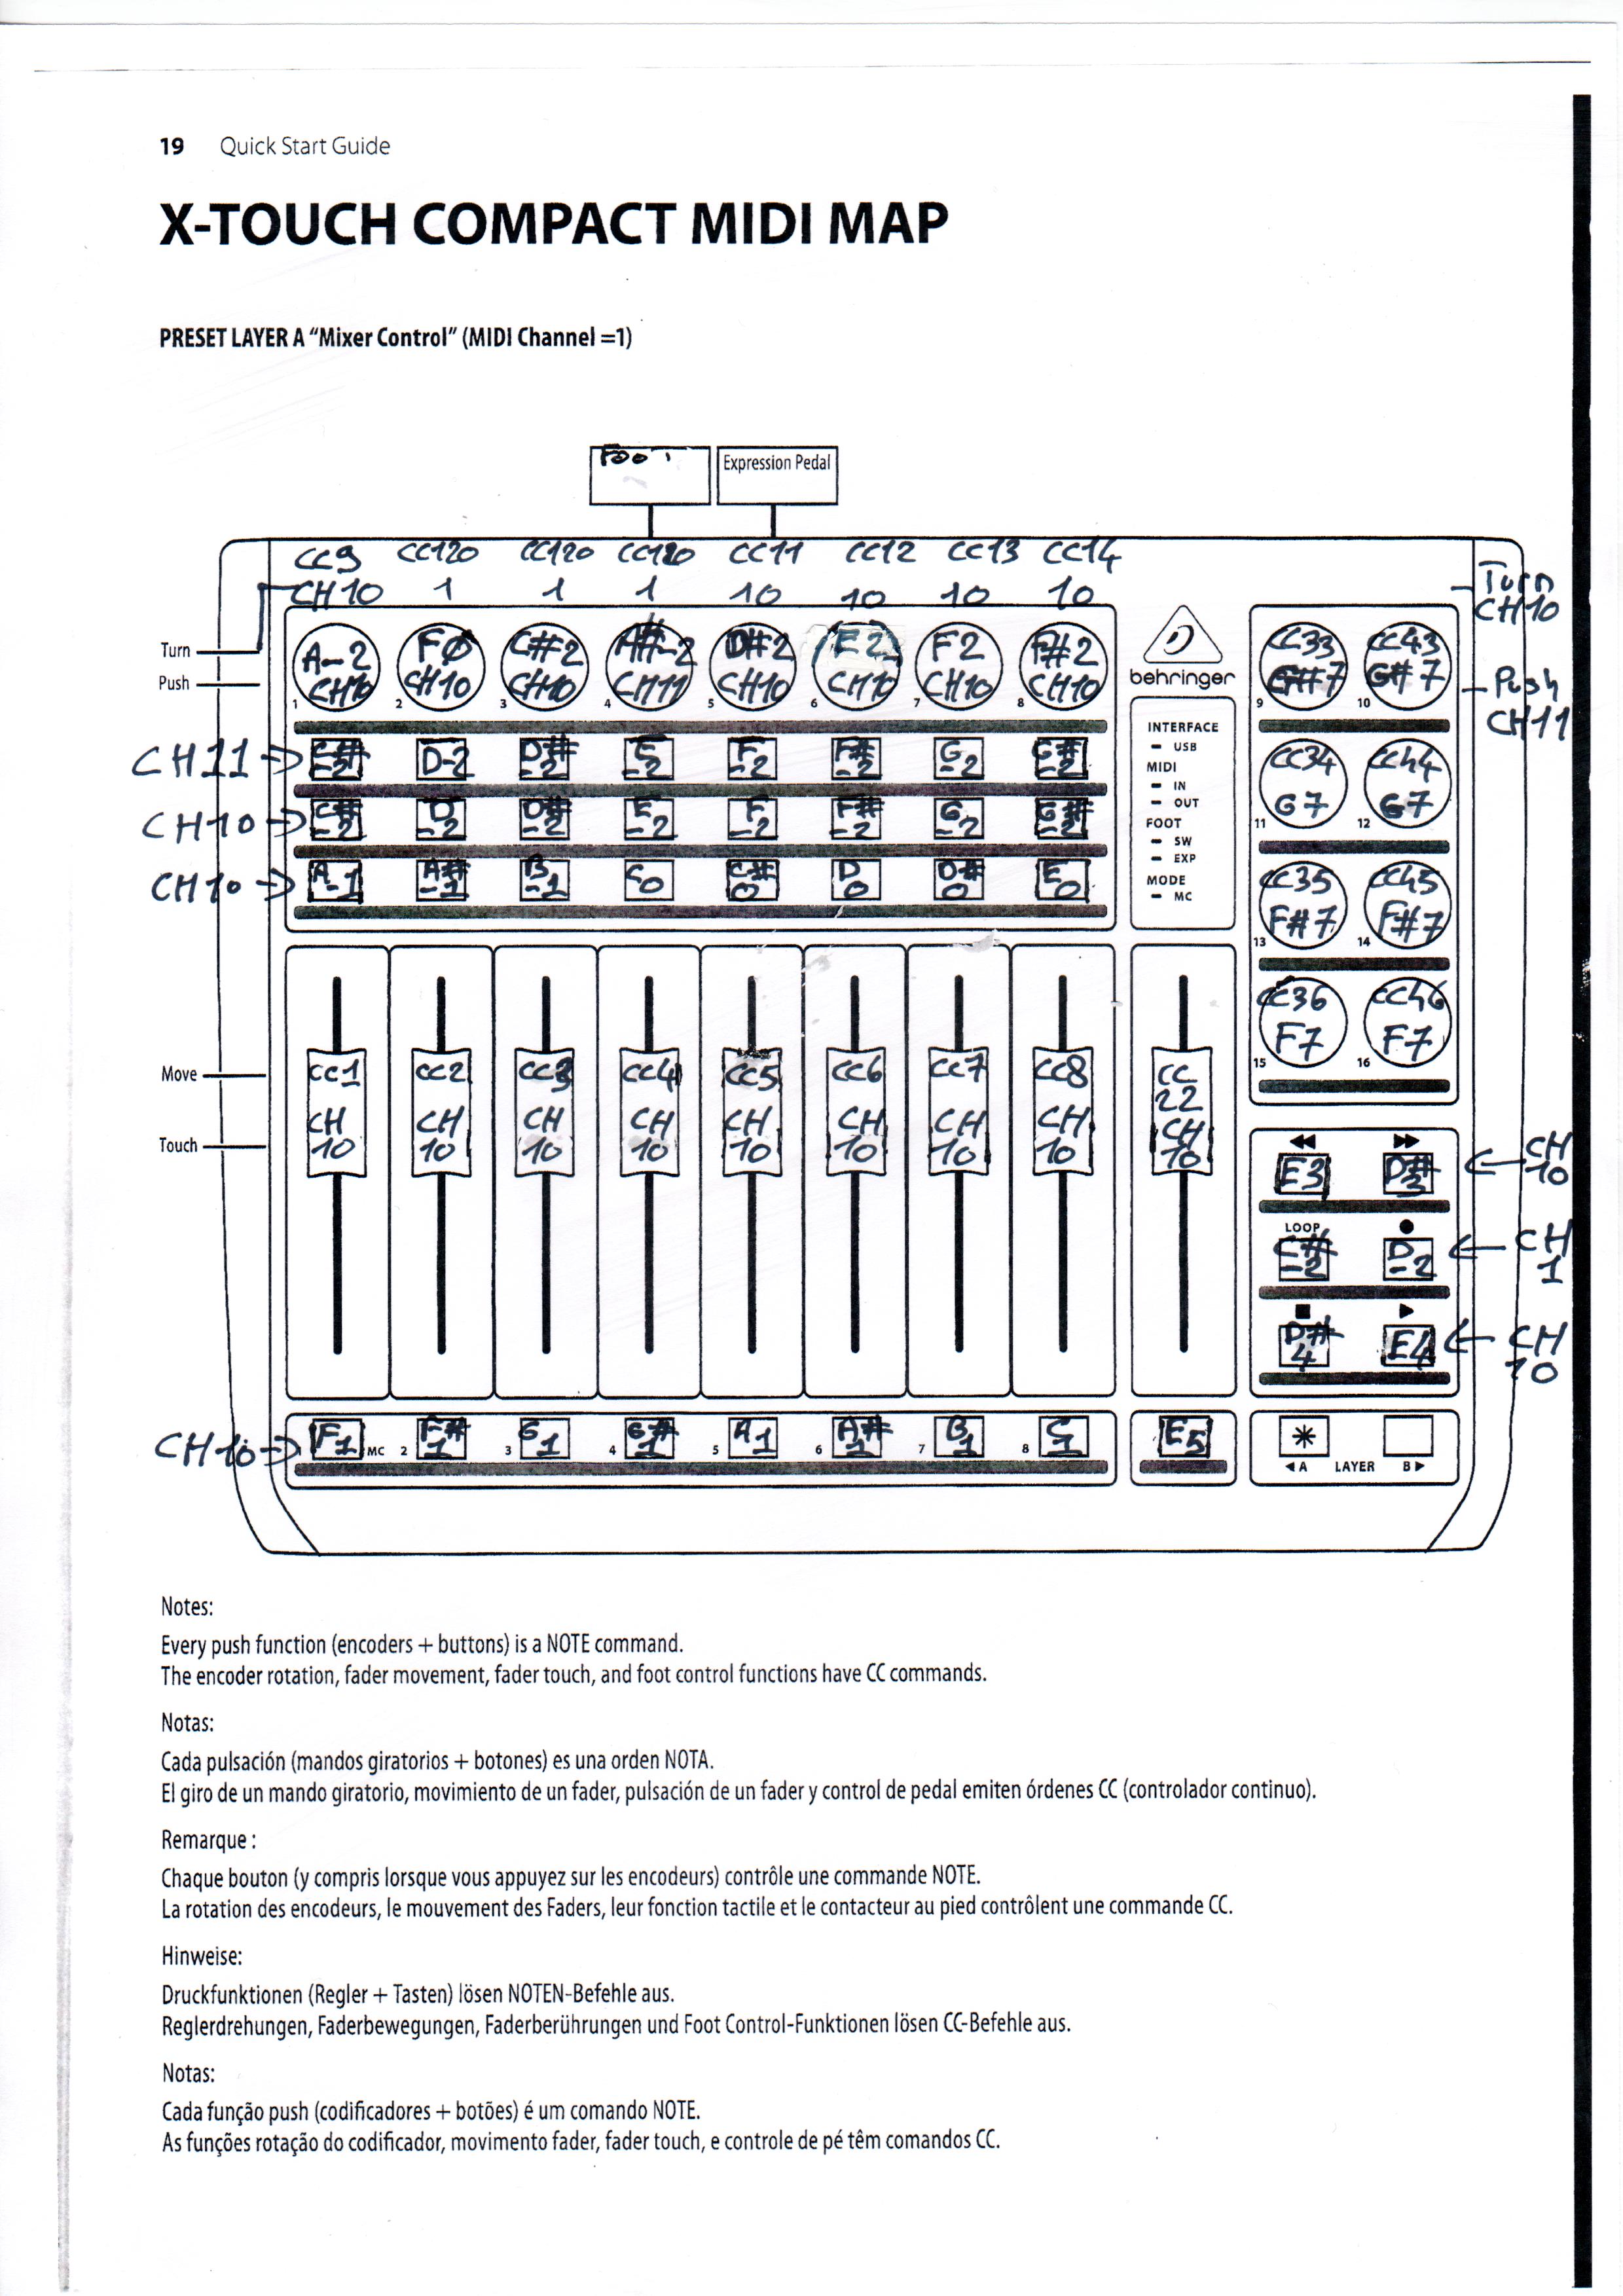 19 Quick Start Guide
X-TOUCH COMPACT MIDI MAP
PRESET LAYER A “Mixer Control” (MIDI Channel =1)
Foo Expression Pedal
CC9 CC120 CC120 CC120 CC11 CC12 CC13 CC14
CH10 1 1 1 10 10 10 10
Turn CH10
Turn
Push
A-2 F0 C#2 A#-2 D#2 E2 F2 F#2
CH10 CH10 CH10 CH11 CH10 CH10 CH10 CH10
1 2 3 4 5 6 7 8
behringer
CC33 CC43
G#7 G#7
9 10
Push CH11
CH11 C#-2 D-2 D#-2 E-2 F-2 F#-2 G-2 G#-2
CH10 C#-2 D-2 D#-2 E-2 F-2 F#-2 G-2 G#-2
CH10 A-1 A#-1 B-1 C0 C#0 D0 D#0 E0
INTERFACE
USB
MIDI
IN
OUT
FOOT
SW
EXP
MODE
MC
CC34 CC44
G7 G7
11 12
CC35 CC45
F#7 F#7
13 14
CC36 CC46
F7 F7
15 16
Move
Touch
CC1 CC2 CC3 CC4 CC5 CC6 CC7 CC8 CC22
CH10 CH10 CH10 CH10 CH10 CH10 CH10 CH10 CH10
E3 D#3 CH10
LOOP
C#-2 D-2 CH1
D#4 E4 CH10
CH10 F1 MC 2 F#1 3 G1 4 G#1 5 A1 6 A#1 7 B1 8 C1 E5
A LAYER B
Notes:
Every push function (encoders + buttons) is a NOTE command.
The encoder rotation, fader movement, fader touch, and foot control functions have CC commands.
Notas:
Cada pulsación (mandos giratorios + botones) es una orden NOTA.
El giro de un mando giratorio, movimiento de un fader, pulsación de un fader y control de pedal emiten órdenes CC (controlador continuo).
Remarque :
Chaque bouton (y compris lorsque vous appuyez sur les encodeurs) contrôle une commande NOTE.
La rotation des encodeurs, le mouvement des Faders, leur fonction tactile et le contacteur au pied contrôlent une commande CC.
Hinweise:
Druckfunktionen (Regler + Tasten) lösen NOTEN-Befehle aus.
Reglerdrehungen, Faderbewegungen, Faderberührungen und Foot Control-Funktionen lösen CC-Befehle aus.
Notas:
Cada função push (codificadores + botões) é um comando NOTE.
As funções rotação do codificador, movimento fader, fader touch, e controle de pé têm comandos CC.